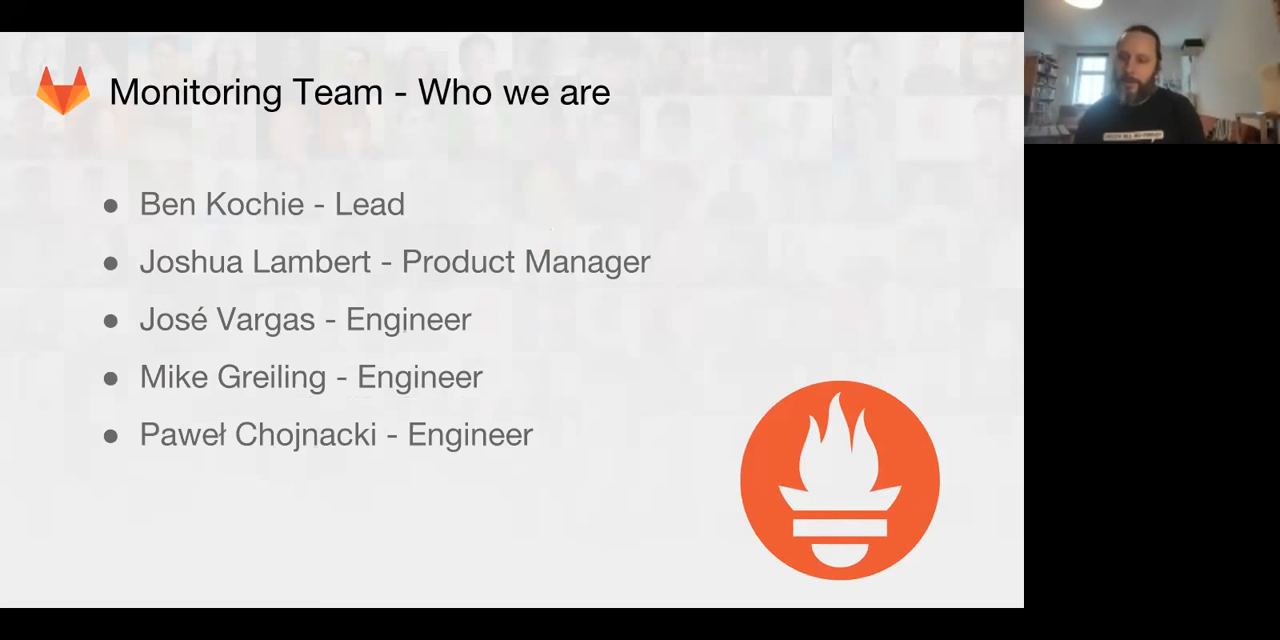 Monitoring Team - Who we are
● Ben Kochie - Lead
● Joshua Lambert - Product Manager
● José Vargas - Engineer
● Mike Greiling - Engineer
● Paweł Chojnacki - Engineer